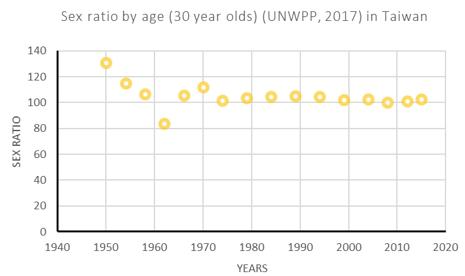 Sex ratio by age (30 year olds) (UNWPP, 2017) in Taiwan
140
120
100
80
60
40
20
0
SEX RATIO
1940 1950 1960 1970 1980 1990 2000 2010 2020
YEARS